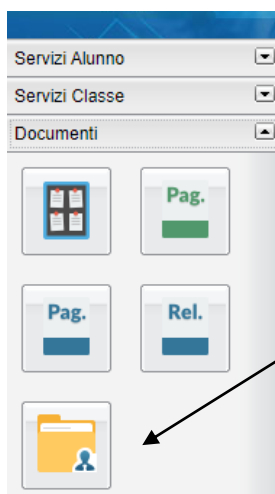 Servizi Alunno
Servizi Classe
Documenti
Pag.
Pag. Rel.